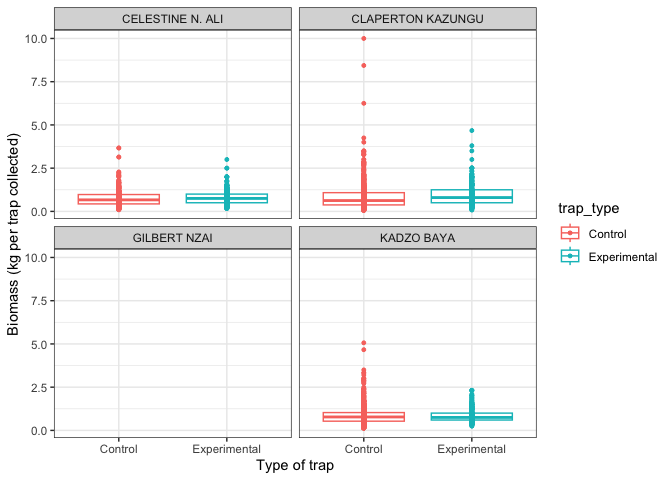 CELESTINE N. ALI
CLAPERTON KAZUNGU
10.0
7.5
5.0
2.5
0.0
GILBERT NZAI
KADZO BAYA
10.0
7.5
5.0
2.5
0.0
Biomass (kg per trap collected)
Control
Experimental
Control
Experimental
Type of trap
trap_type
Control
Experimental